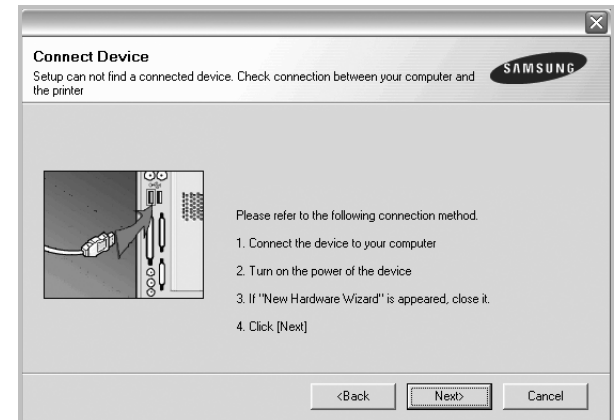 Connect Device
Setup can not find a connected device. Check connection between your computer and
the printer
SAMSUNG
Please refer to the following connection method.
1. Connect the device to your computer
2. Turn on the power of the device
3. If "New Hardware Wizard" is appeared, close it.
4. Click [Next]
<Back
Next>
Cancel